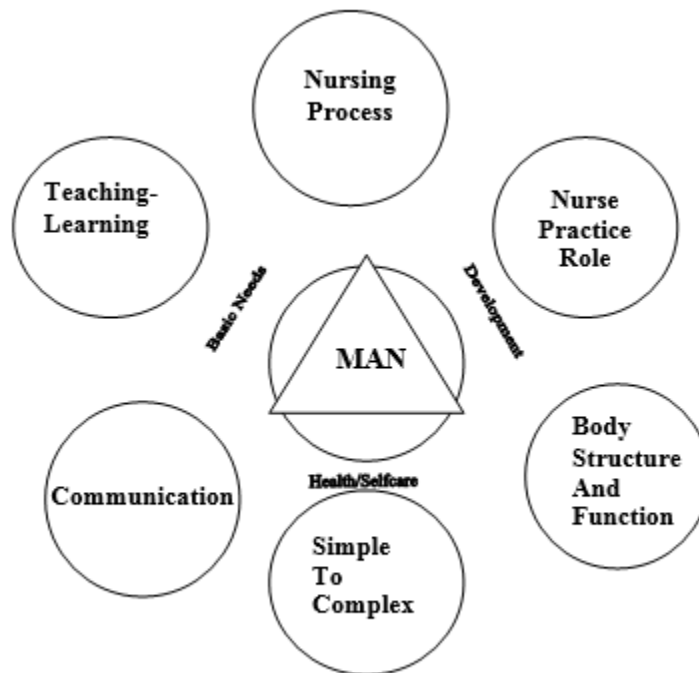 Nursing
Process
Teaching-
Learning
Nurse
Practice
Role
Basic Needs
Development
MAN
Body
Structure
And
Function
Communication
Health/Selfcare
Simple
To
Complex